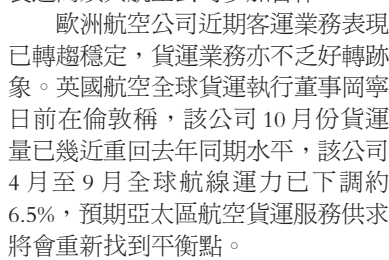 歐洲航空公司近期客運業務表現
已轉趨穩定，貨運業務亦不乏好轉跡
象。英國航空全球貨運執行董事岡寧
日前在倫敦稱，該公司 10 月份貨運
量已幾近重回去年同期水平，該公司
4 月至 9 月全球航線運力已下調約
6.5%，預期亞太區航空貨運服務供求
將會重新找到平衡點。